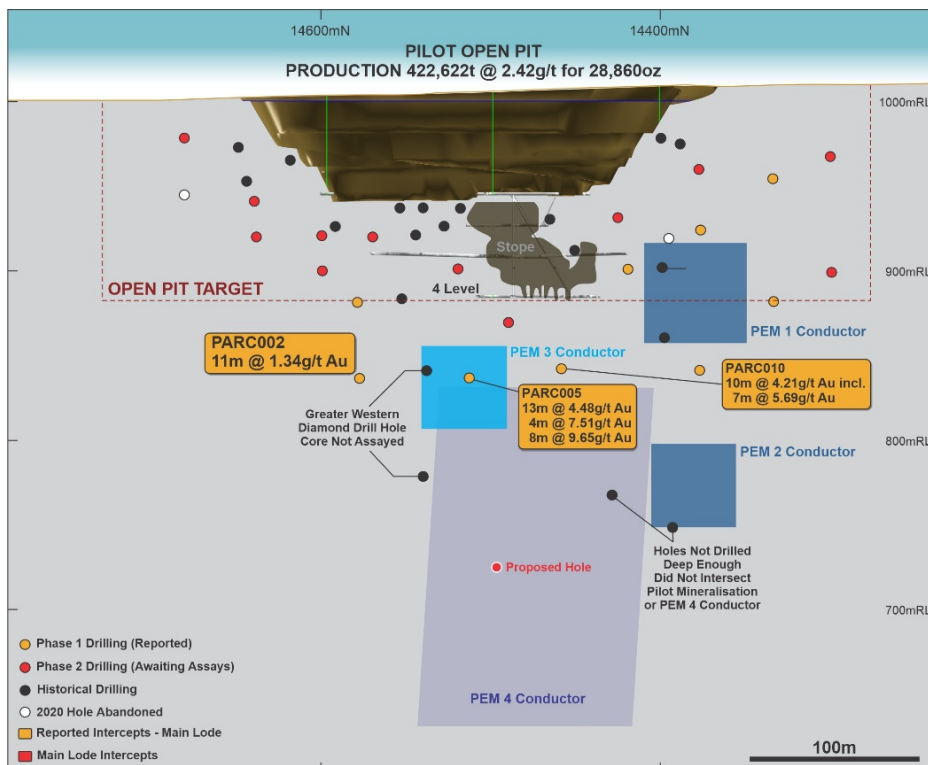 14600mN
14400mN
PILOT OPEN PIT
PRODUCTION 422,622t @ 2.42g/t for 28,860oz
1000mRL
Stope
900mRL
4 Level
OPEN PIT TARGET
PEM 1 Conductor
PARC002
11m @ 1.34g/t Au
PEM 3 Conductor
PARC010
10m @ 4.21g/t Au incl.
7m @ 5.69g/t Au
PARC005
13m @ 4.48g/t Au
4m @ 7.51g/t Au
8m @ 9.65g/t Au
Greater Western
Diamond Drill Hole
Core Not Assayed
800mRL
PEM 2 Conductor
Holes Not Drilled
Deep Enough
Did Not Intersect
Pilot Mineralisation
or PEM 4 Conductor
Proposed Hole
700mRL
PEM 4 Conductor
Phase 1 Drilling (Reported)
Phase 2 Drilling (Awaiting Assays)
Historical Drilling
2020 Hole Abandoned
Reported Intercepts - Main Lode
Main Lode Intercepts
100m